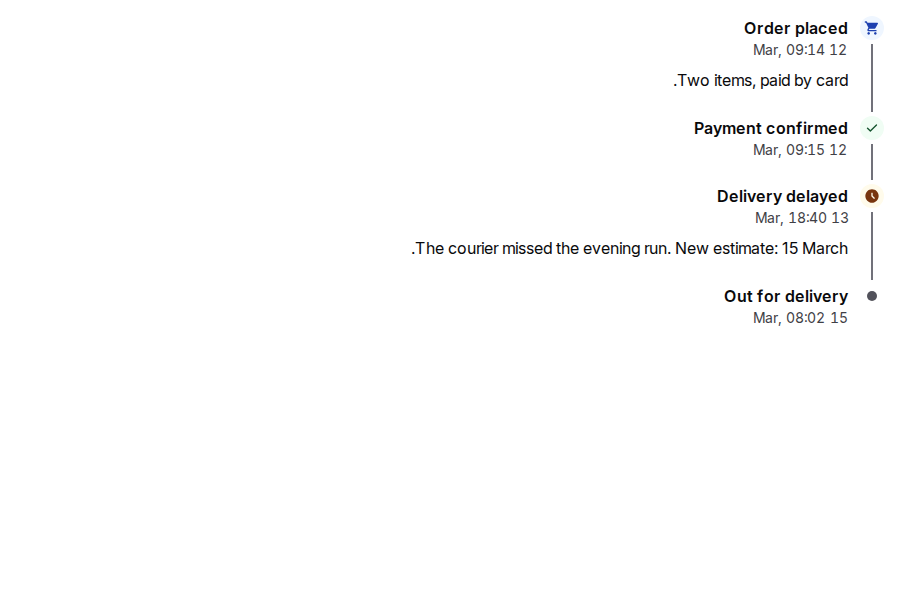 Order placed
Mar, 09:14 12
.Two items, paid by card
Payment confirmed
Mar, 09:15 12
Delivery delayed
Mar, 18:40 13
.The courier missed the evening run. New estimate: 15 March
Out for delivery
Mar, 08:02 15